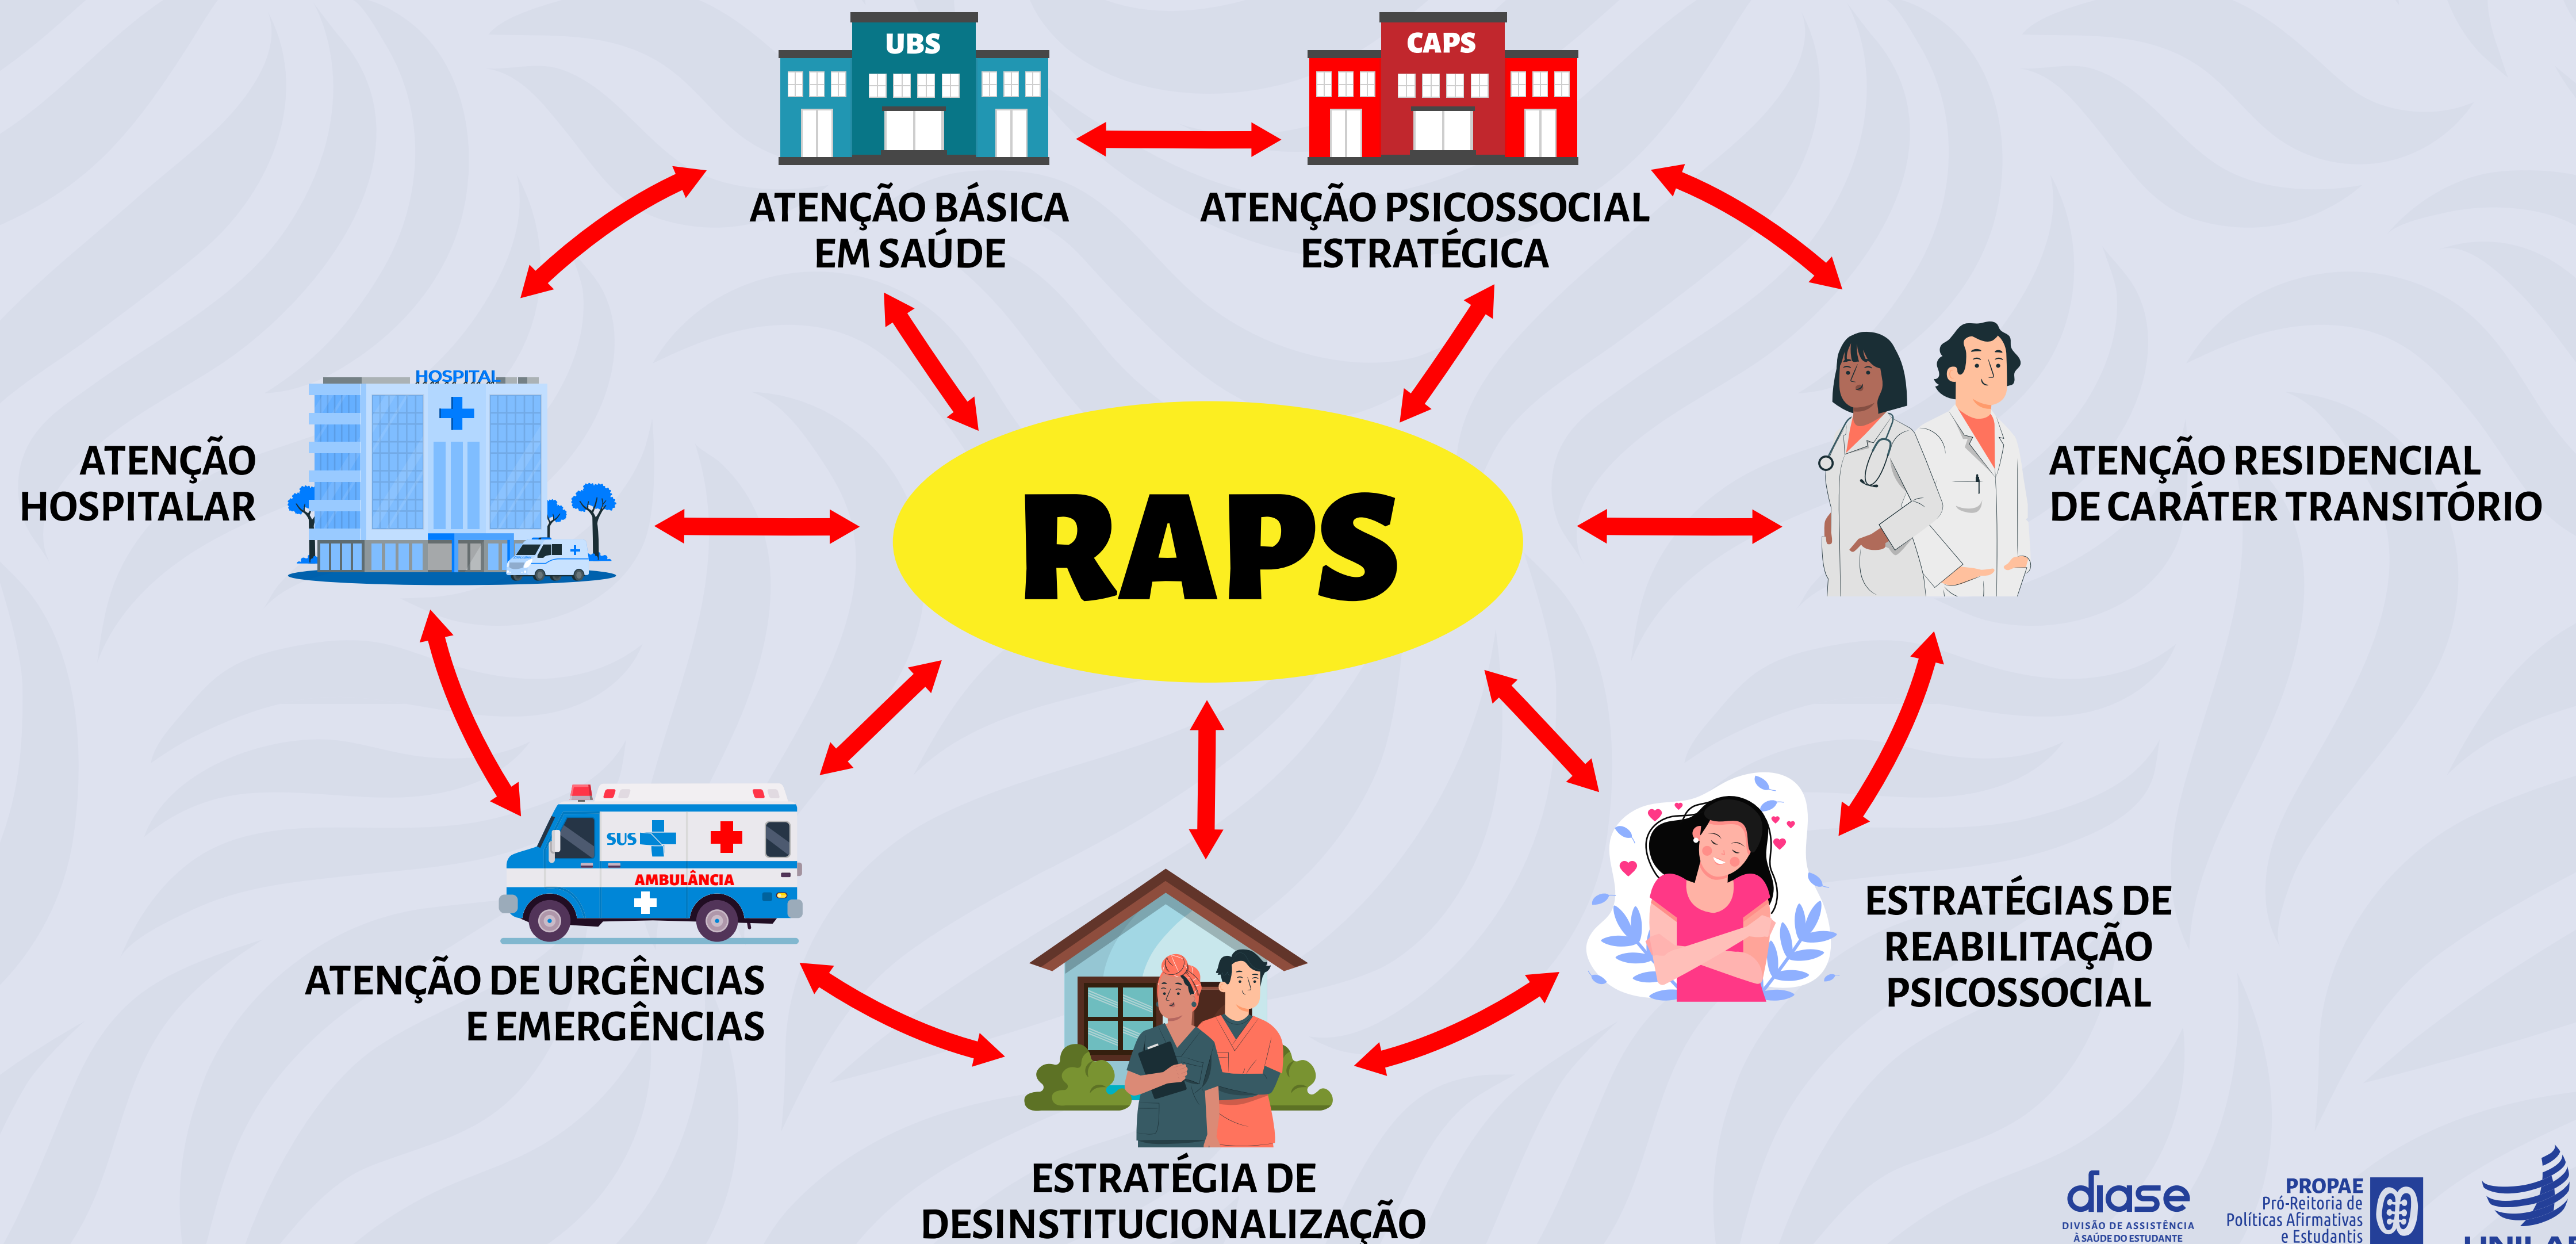 UBS
CAPS
ATENÇÃO BÁSICA
EM SAÚDE
ATENÇÃO PSICOSSOCIAL
ESTRATÉGICA
HOSPITAL
ATENÇÃO
HOSPITALAR
RAPS
ATENÇÃO RESIDENCIAL
DE CARÁTER TRANSITÓRIO
SUS
AMBULÂNCIA
ATENÇÃO DE URGÊNCIAS
E EMERGÊNCIAS
ESTRATÉGIAS DE
REABILITAÇÃO
PSICOSSOCIAL
ESTRATÉGIA DE
DESINSTITUCIONALIZAÇÃO
diase
DIVISÃO DE ASSISTÊNCIA
À SAÚDE DO ESTUDANTE
PROPAE
Pró-Reitoria de
Políticas Afirmativas
e Estudantis